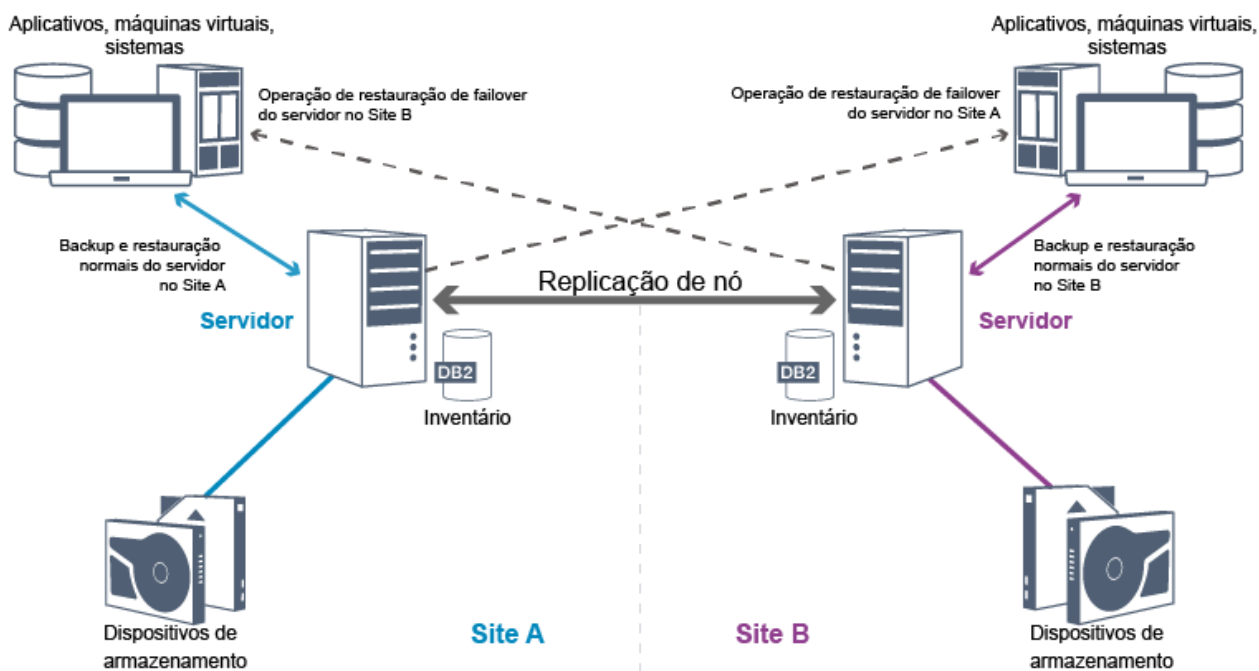 Aplicativos, máquinas virtuais,
sistemas
Aplicativos, máquinas virtuais,
sistemas
Operação de restauração de failover
do servidor no Site B
Operação de restauração de failover
do servidor no Site A
Backup e restauração
normais do servidor
no Site A
Backup e restauração
normais do servidor
no Site B
Replicação de nó
Servidor
Servidor
DB2
DB2
Inventário
Inventário
Site A
Site B
Dispositivos de
armazenamento
Dispositivos de
armazenamento